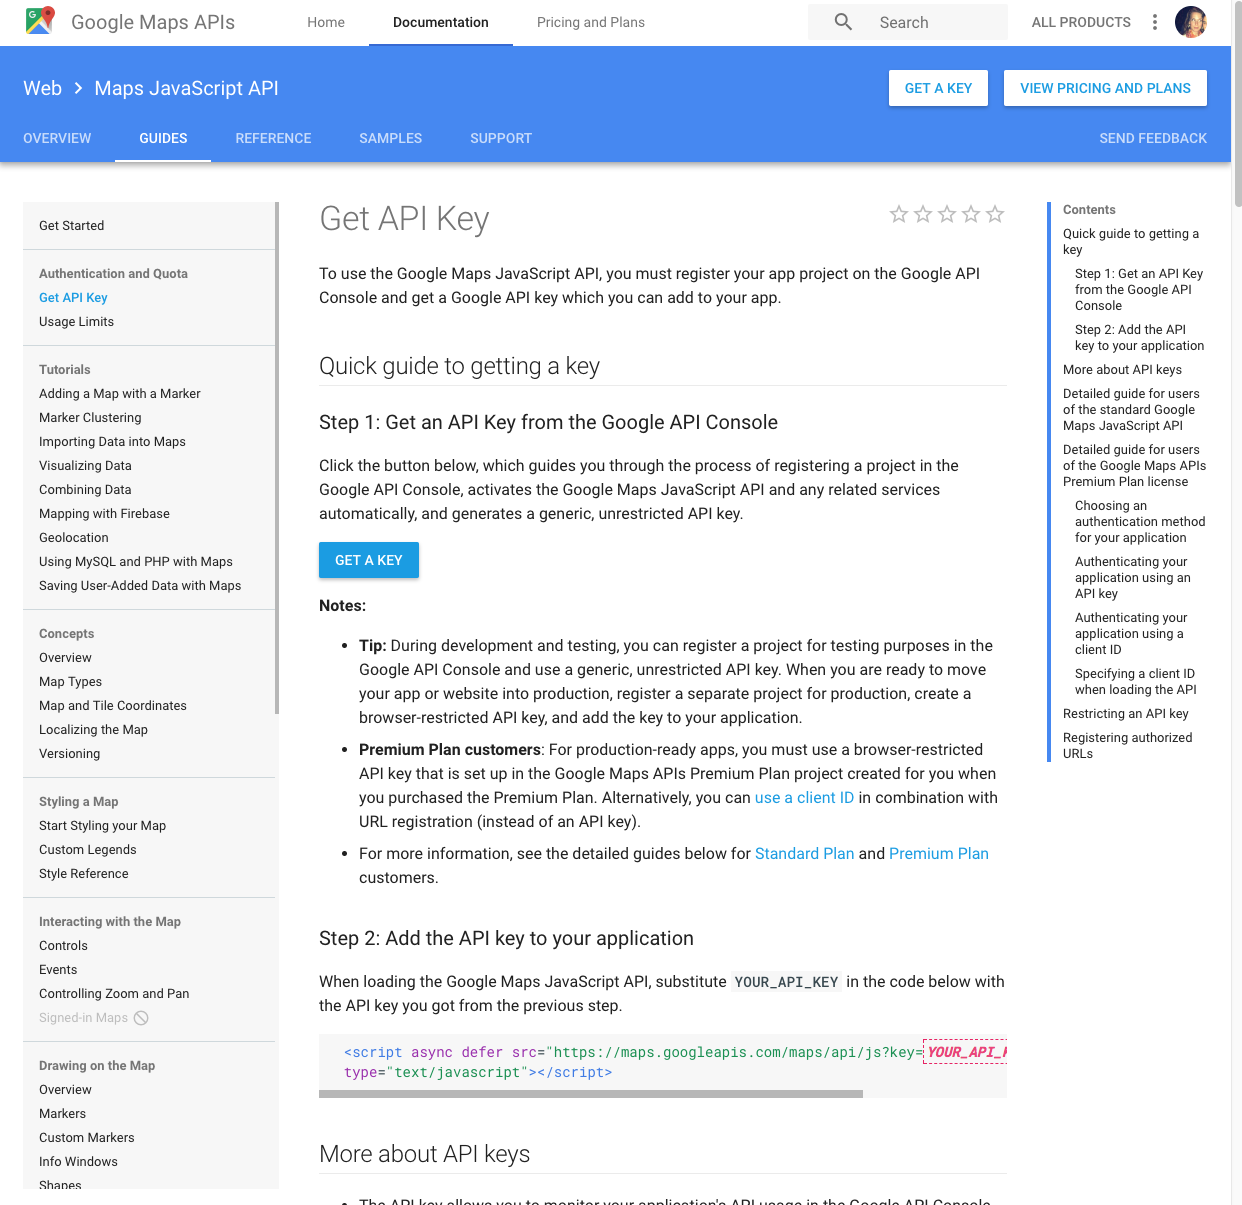 Google Maps APIs
Home
Documentation
Pricing and Plans
Search
ALL PRODUCTS
Web
Maps JavaScript API
GET A KEY
VIEW PRICING AND PLANS
OVERVIEW
GUIDES
REFERENCE
SAMPLES
SUPPORT
SEND FEEDBACK
Get Started
Authentication and Quota
Get API Key
Usage Limits
Tutorials
Adding a Map with a Marker
Marker Clustering
Importing Data into Maps
Visualizing Data
Combining Data
Mapping with Firebase
Geolocation
Using MySQL and PHP with Maps
Saving User-Added Data with Maps
Concepts
Overview
Map Types
Map and Tile Coordinates
Localizing the Map
Versioning
Styling a Map
Start Styling your Map
Custom Legends
Style Reference
Interacting with the Map
Controls
Events
Controlling Zoom and Pan
Signed-in Maps
Drawing on the Map
Overview
Markers
Custom Markers
Info Windows
Shapes
Get API Key
To use the Google Maps JavaScript API, you must register your app project on the Google API
Console and get a Google API key which you can add to your app.
Quick guide to getting a key
Step 1: Get an API Key from the Google API Console
Click the button below, which guides you through the process of registering a project in the
Google API Console, activates the Google Maps JavaScript API and any related services
automatically, and generates a generic, unrestricted API key.
GET A KEY
Notes:
• Tip: During development and testing, you can register a project for testing purposes in the
Google API Console and use a generic, unrestricted API key. When you are ready to move
your app or website into production, register a separate project for production, create a
browser-restricted API key, and add the key to your application.
• Premium Plan customers: For production-ready apps, you must use a browser-restricted
API key that is set up in the Google Maps APIs Premium Plan project created for you when
you purchased the Premium Plan. Alternatively, you can use a client ID in combination with
URL registration (instead of an API key).
• For more information, see the detailed guides below for Standard Plan and Premium Plan
customers.
Step 2: Add the API key to your application
When loading the Google Maps JavaScript API, substitute YOUR_API_KEY in the code below with
the API key you got from the previous step.
<script async defer src="https://maps.googleapis.com/maps/api/js?key=YOUR_API_K
type="text/javascript"></script>
More about API keys
• The API key allows you to monitor your application's API usage in the Google API Console.
Contents
Quick guide to getting a
key
Step 1: Get an API Key
from the Google API
Console
Step 2: Add the API
key to your application
More about API keys
Detailed guide for users
of the standard Google
Maps JavaScript API
Detailed guide for users
of the Google Maps APIs
Premium Plan license
Choosing an
authentication method
for your application
Authenticating your
application using an
API key
Authenticating your
application using a
client ID
Specifying a client ID
when loading the API
Restricting an API key
Registering authorized
URLs